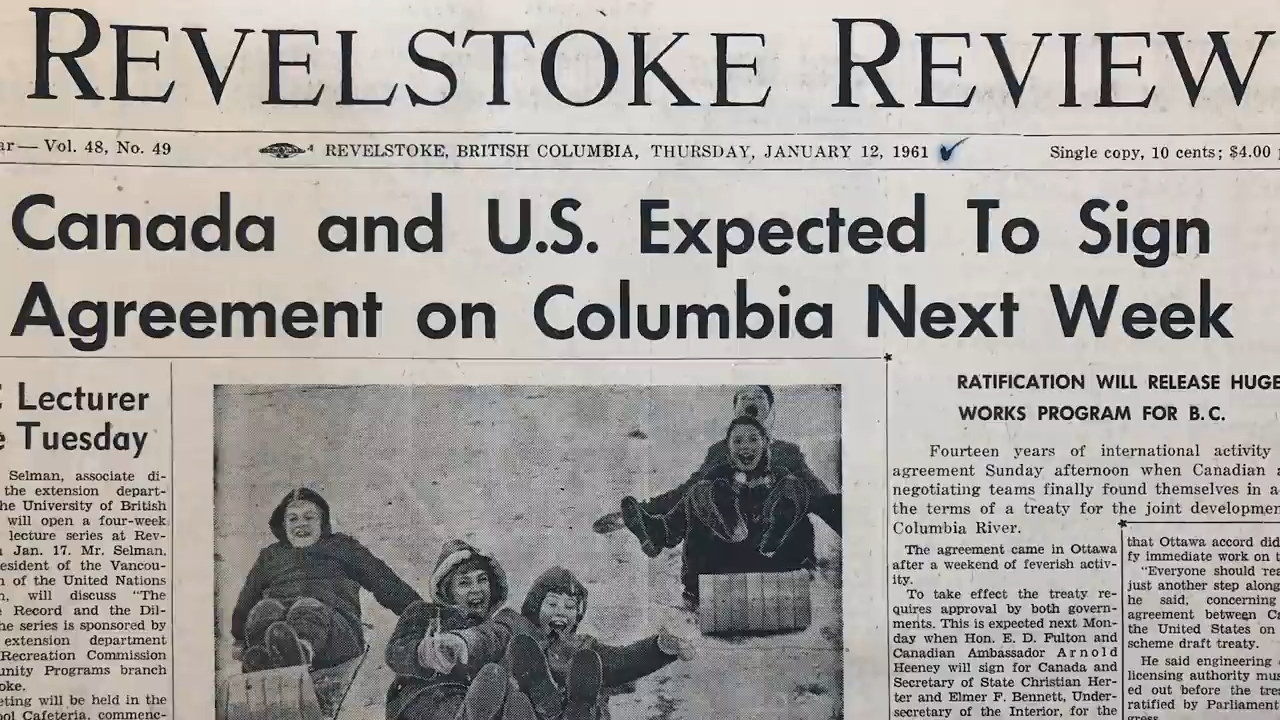 REVELSTOKE REVIEW
ar — Vol. 48, No. 49
REVELSTOKE, BRITISH COLUMBIA, THURSDAY, JANUARY 12, 1961
Single copy, 10 cents; $4.00
Canada and U.S. Expected To Sign
Agreement on Columbia Next Week
Lecturer
Tuesday
Selman, associate di-
the extension depart-
he University of British
will open a four-week
lecture series at Rev-
Jan. 17. Mr. Selman,
esident of the Vancou-
n of the United Nations
n, will discuss "The
Record and the Dil-
he series is sponsored by
extension department
Recreation Commission
unity Programs branch
oke.
eting will be held in the
ool Cafeteria, commenc-
RATIFICATION WILL RELEASE HUGE
WORKS PROGRAM FOR B.C.
Fourteen years of international activity
agreement Sunday afternoon when Canadian
negotiating teams finally found themselves in a
the terms of a treaty for the joint developmen
Columbia River.
The agreement came in Ottawa
after a weekend of feverish activ-
ity.
To take effect the treaty re-
quires approval by both govern-
ments. This is expected next Mon-
day when Hon. E. D. Fulton and
Canadian Ambassador Arnold
Heeney will sign for Canada and
Secretary of State Christian Her-
ter and Elmer F. Bennett, Under-
secretary of the Interior, for the
that Ottawa accord did
fy immediate work on t
"Everyone should rea
just another step along
he said, concerning
agreement between Ca
the United States on
scheme draft treaty.
He said engineering
licensing authority mus
ed out before the trea
ratified by Parliament
gress.